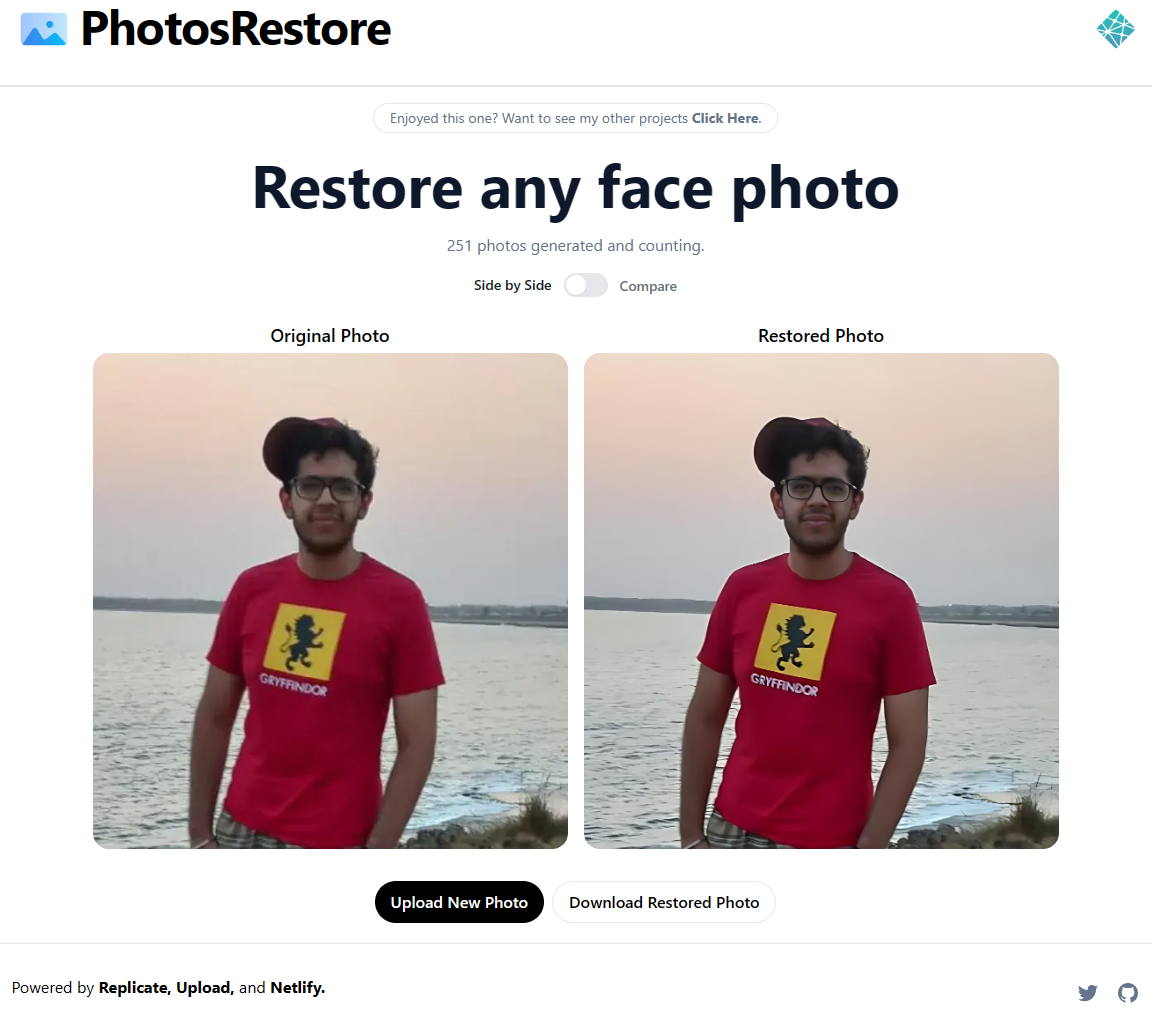 PhotosRestore
Enjoyed this one? Want to see my other projects Click Here.
Restore any face photo
251 photos generated and counting.
Side by Side Compare
Original Photo
Restored Photo
GRYFFINDOR
GRYFFINDOR
Upload New Photo
Download Restored Photo
Powered by Replicate, Upload, and Netlify.